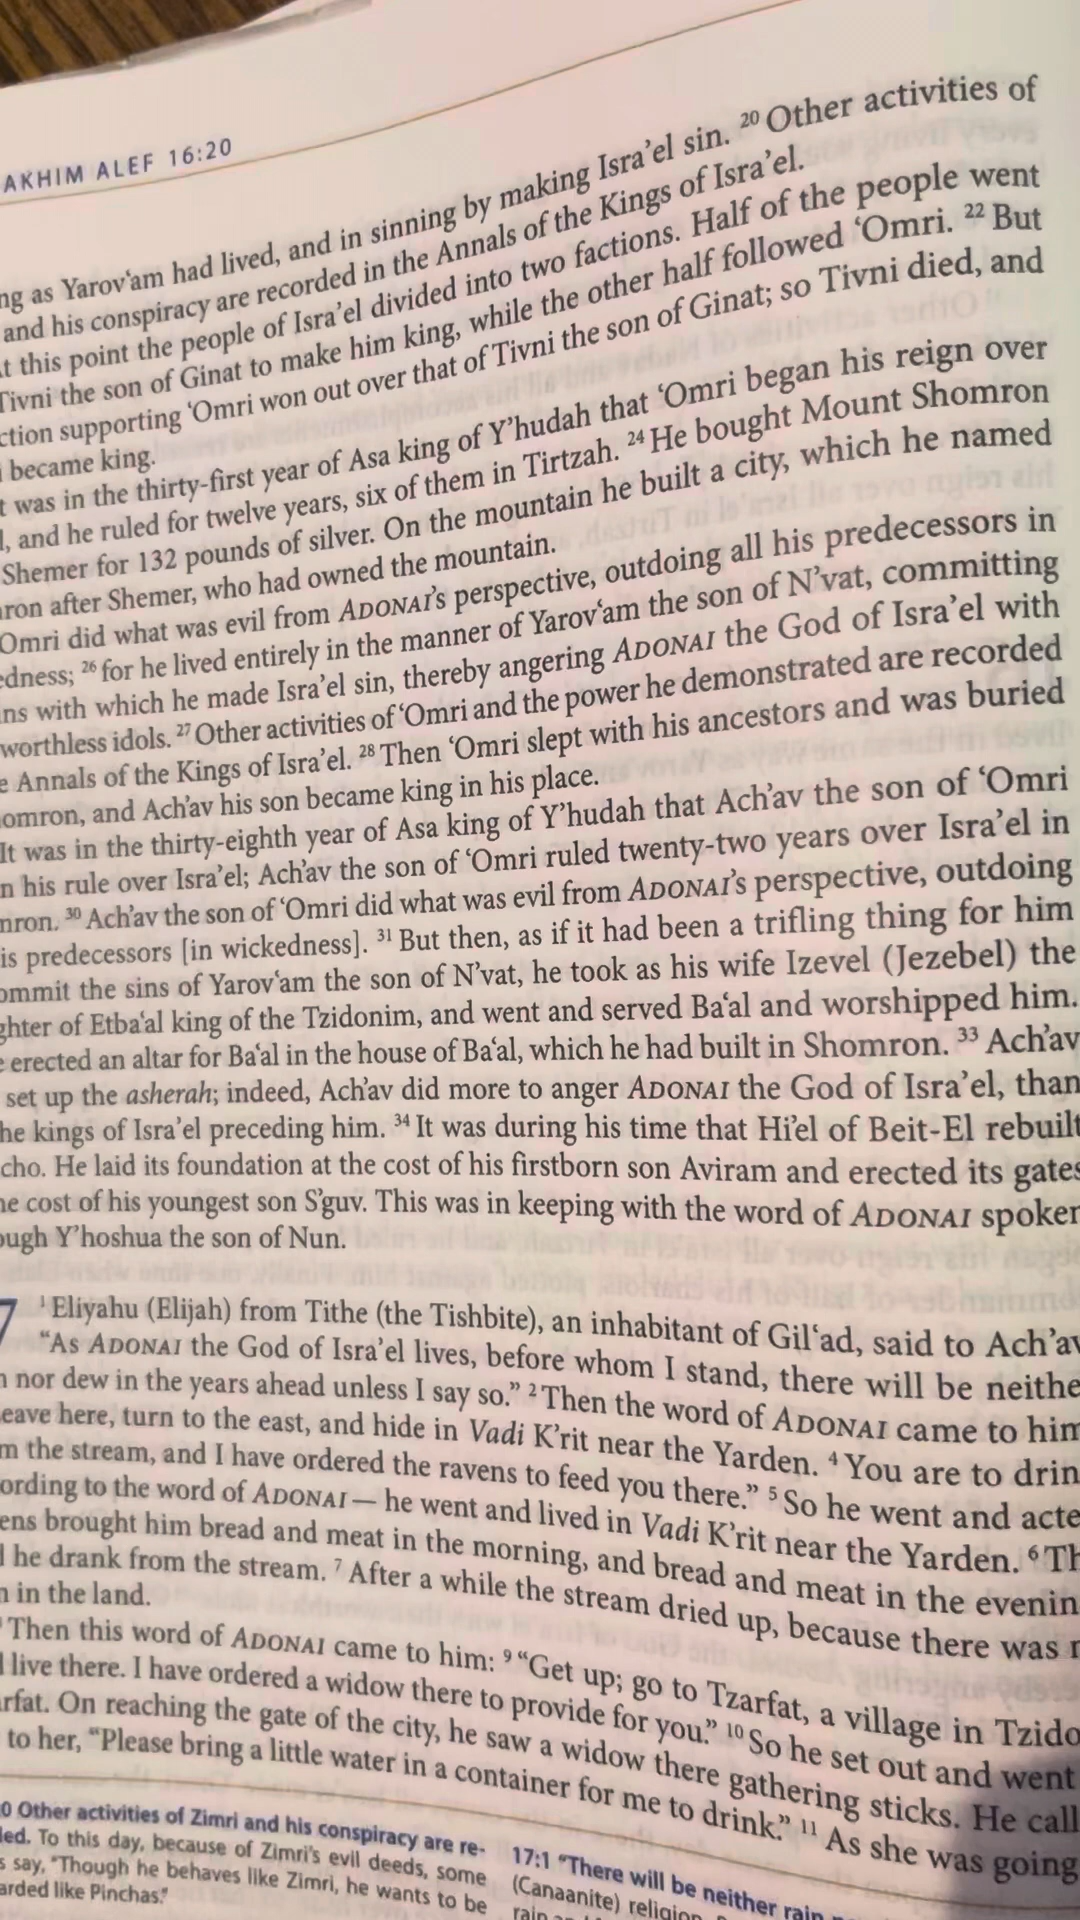 AKHIM ALEF 16:20
as Yarov‘am had lived, and in sinning by making Isra’el sin. 20 Other activities of
and his conspiracy are recorded in the Annals of the Kings of Isra’el.
this point the people of Isra’el divided into two factions. Half of the people went
Tivni the son of Ginat to make him king, while the other half followed ‘Omri. 22 But
ction supporting ‘Omri won out over that of Tivni the son of Ginat; so Tivni died, and
became king.
was in the thirty-first year of Asa king of Y’hudah that ‘Omri began his reign over
, and he ruled for twelve years, six of them in Tirtzah. 24 He bought Mount Shomron
Shemer for 132 pounds of silver. On the mountain he built a city, which he named
ron after Shemer, who had owned the mountain.
Omri did what was evil from ADONAI’s perspective, outdoing all his predecessors in
edness; 26 for he lived entirely in the manner of Yarov‘am the son of N’vat, committing
ns with which he made Isra’el sin, thereby angering ADONAI the God of Isra’el with
worthless idols. 27 Other activities of ‘Omri and the power he demonstrated are recorded
e Annals of the Kings of Isra’el. 28 Then ‘Omri slept with his ancestors and was buried
omron, and Ach’av his son became king in his place.
It was in the thirty-eighth year of Asa king of Y’hudah that Ach’av the son of ‘Omri
n his rule over Isra’el; Ach’av the son of ‘Omri ruled twenty-two years over Isra’el in
mron. 30 Ach’av the son of ‘Omri did what was evil from ADONAI’s perspective, outdoing
is predecessors [in wickedness]. 31 But then, as if it had been a trifling thing for him
ommit the sins of Yarov‘am the son of N’vat, he took as his wife Izevel (Jezebel) the
ghter of Etba‘al king of the Tzidonim, and went and served Ba‘al and worshipped him.
e erected an altar for Ba‘al in the house of Ba‘al, which he had built in Shomron. 33 Ach’av
set up the asherah; indeed, Ach’av did more to anger ADONAI the God of Isra’el, than
he kings of Isra’el preceding him. 34 It was during his time that Hi’el of Beit-El rebuilt
cho. He laid its foundation at the cost of his firstborn son Aviram and erected its gates
he cost of his youngest son S’guv. This was in keeping with the word of ADONAI spoken
ough Y’hoshua the son of Nun.
7 1 Eliyahu (Elijah) from Tithe (the Tishbite), an inhabitant of Gil‘ad, said to Ach’av
“As ADONAI the God of Isra’el lives, before whom I stand, there will be neithe
n nor dew in the years ahead unless I say so.” 2 Then the word of ADONAI came to him
eave here, turn to the east, and hide in Vadi K’rit near the Yarden. 4 You are to drin
m the stream, and I have ordered the ravens to feed you there.” 5 So he went and acte
ording to the word of ADONAI — he went and lived in Vadi K’rit near the Yarden. 6 Th
ens brought him bread and meat in the morning, and bread and meat in the evenin
he drank from the stream. 7 After a while the stream dried up, because there was
n in the land.
Then this word of ADONAI came to him: 9 “Get up; go to Tzarfat, a village in Tzido
live there. I have ordered a widow there to provide for you.” 10 So he set out and went
arfat. On reaching the gate of the city, he saw a widow there gathering sticks. He call
to her, “Please bring a little water in a container for me to drink.” 11 As she was going
0 Other activities of Zimri and his conspiracy are re-
ded. To this day, because of Zimri’s evil deeds, some
s say, “Though he behaves like Zimri, he wants to be
arded like Pinchas.”
17:1 “There will be neither rain
(Canaanite) religion
rain